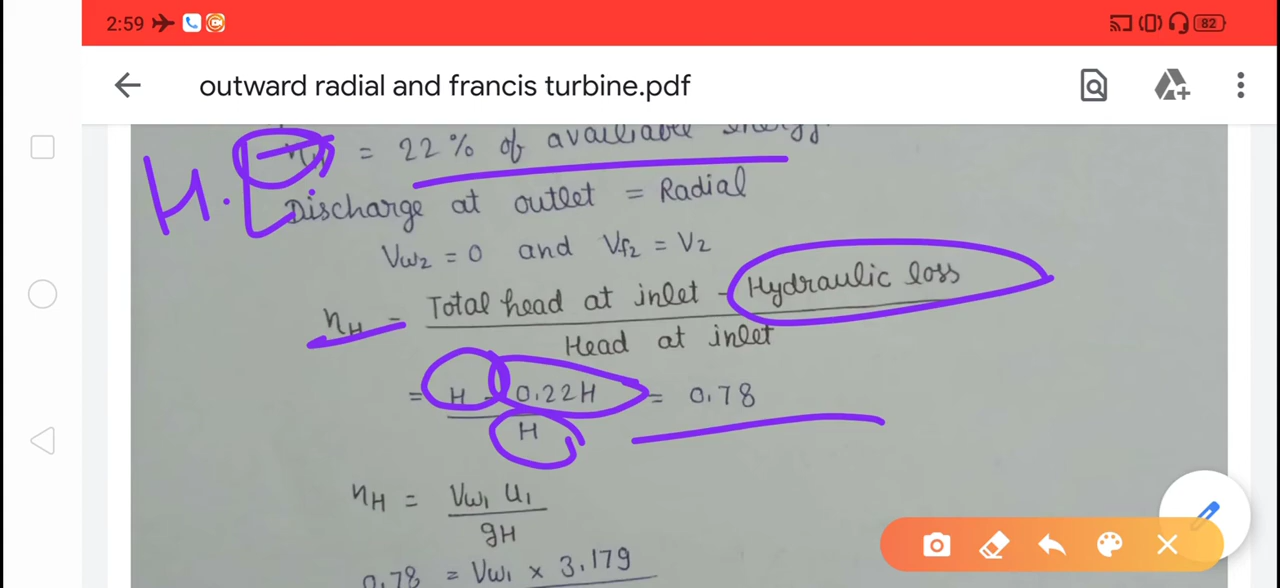 2:59
82
outward radial and francis turbine.pdf
= 22% of available energy.
H.
Discharge at outlet = Radial
Vw2 = 0 and Vf2 = V2
ηH = Total head at inlet - Hydraulic loss
Head at inlet
= H - 0.22H = 0.78
H
ηH = Vw1 u1
gH
0.78 = Vw1 × 3.179